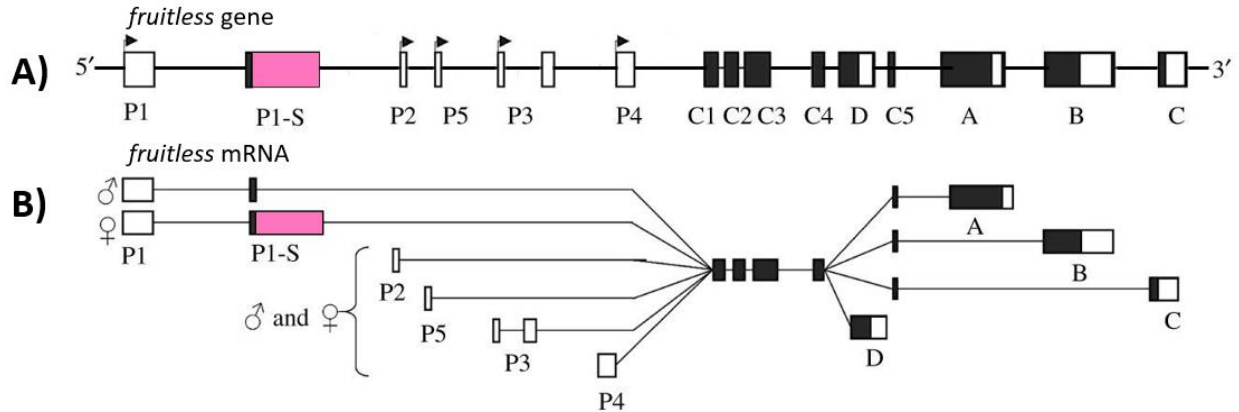 fruitless gene
A) 5′ 3′
P1 P1-S P2 P5 P3 P4 C1 C2 C3 C4 D C5 A B C
fruitless mRNA
B) ♂
♀
A
P1 P1-S
B
P2
♂ and ♀
C
P5
P3
D
P4